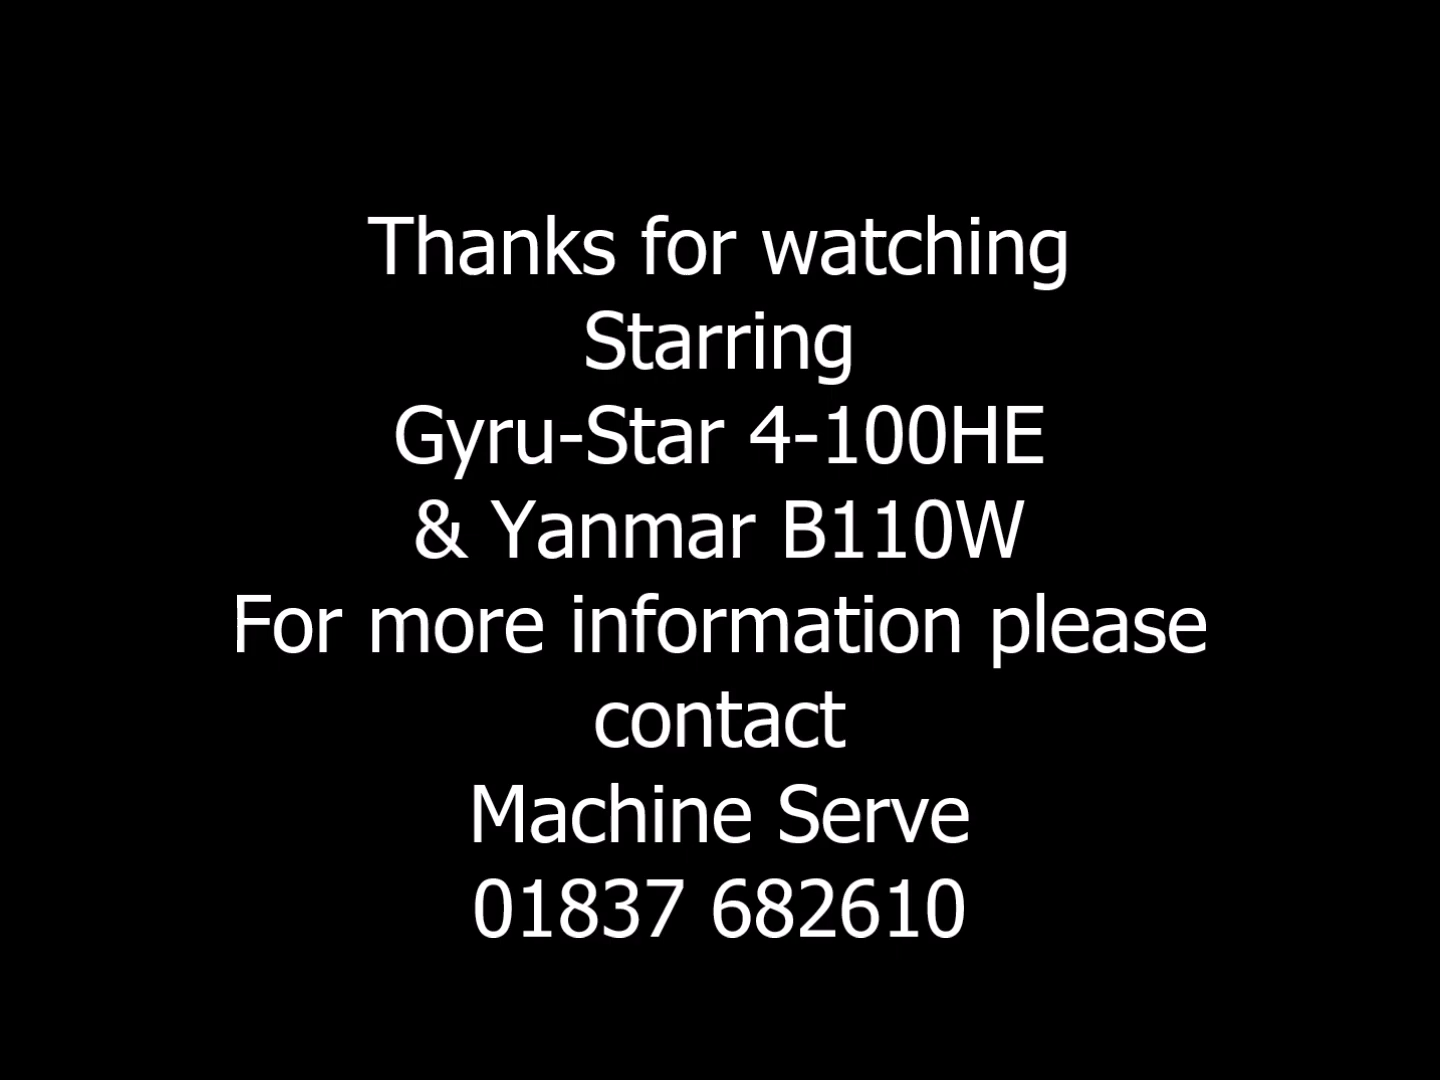 Thanks for watching
Starring
Gyru-Star 4-100HE
& Yanmar B110W
For more information please
contact
Machine Serve
01837 682610